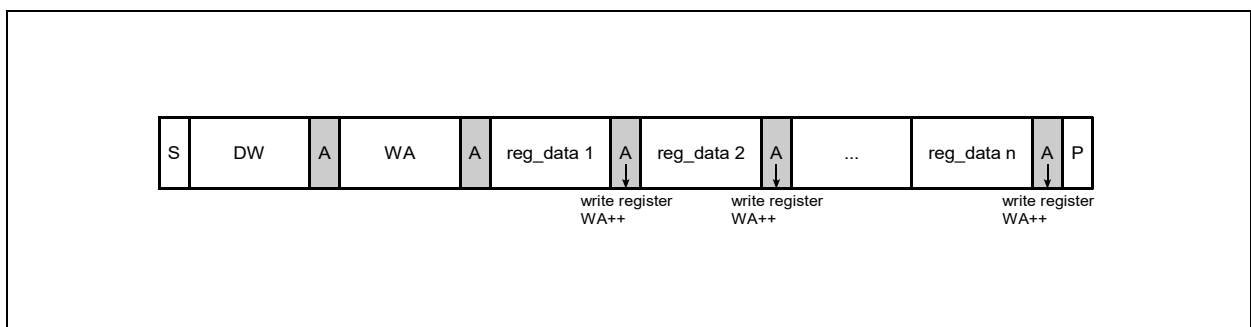 S DW A WA A reg_data 1 A reg_data 2 A ... reg_data n A P
write register write register write register
WA++ WA++ WA++